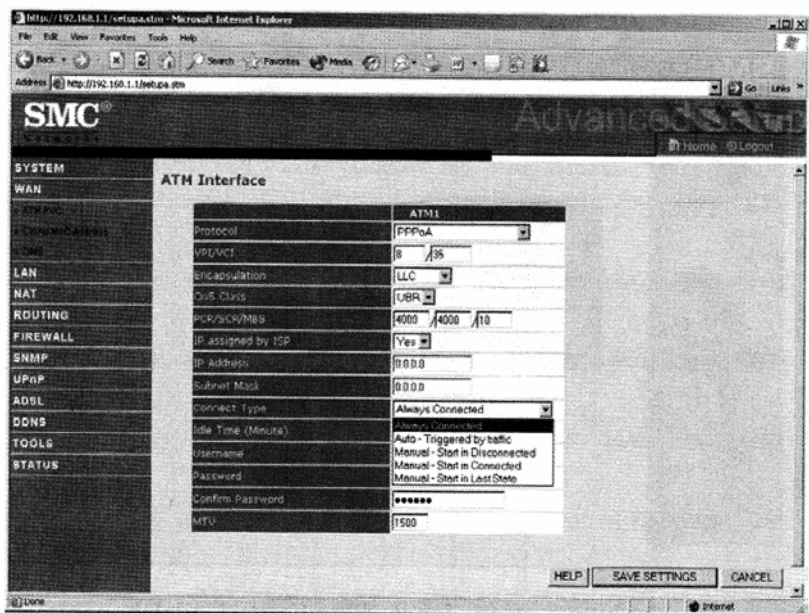 http://192.168.1.1/setupa.stm - Microsoft Internet Explorer
File Edit View Favorites Tools Help
Back Search Favorites Media
Address http://192.168.1.1/setupa.stm Go Links »
SMC®
Networks
Advanced Setup
Home Logout
SYSTEM
WAN
ATM PVC
Clone MAC Address
DNS
LAN
NAT
ROUTING
FIREWALL
SNMP
UPnP
ADSL
DDNS
TOOLS
STATUS
ATM Interface
ATM1
Protocol PPPoA
VPI/VCI 8 /35
Encapsulation LLC
QoS Class UBR
PCR/SCR/MBS 4000 /4000 /10
IP assigned by ISP Yes
IP Address 0.0.0.0
Subnet Mask 0.0.0.0
Connect Type Always Connected
Always Connected
Idle Time (Minute)
Auto - Triggered by traffic
Manual - Start in Disconnected
Username
Manual - Start in Connected
Password
Manual - Start in Last State
Confirm Password ••••••
MTU 1500
HELP SAVE SETTINGS CANCEL
Done Internet